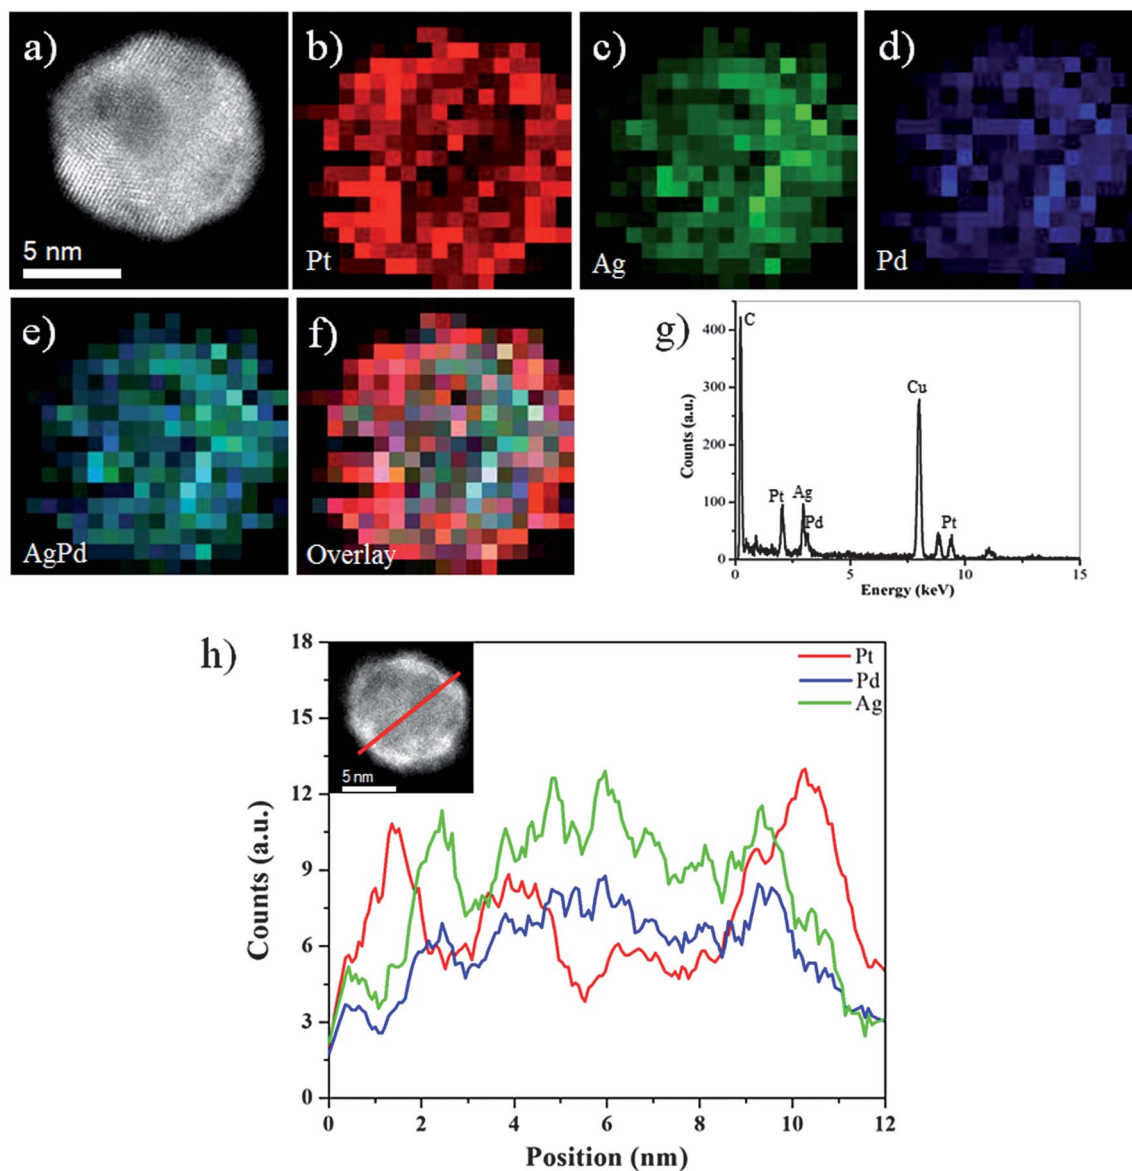 a)
5 nm
b)
Pt
c)
Ag
d)
Pd
e)
AgPd
f)
Overlay
g)
400
300
200
100
0
Counts (a.u.)
C
Pt
Ag
Pd
Cu
Pt
0
5
10
15
Energy (keV)
h)
18
15
12
9
6
3
0
Counts (a.u.)
5 nm
Pt
Pd
Ag
0
2
4
6
8
10
12
Position (nm)